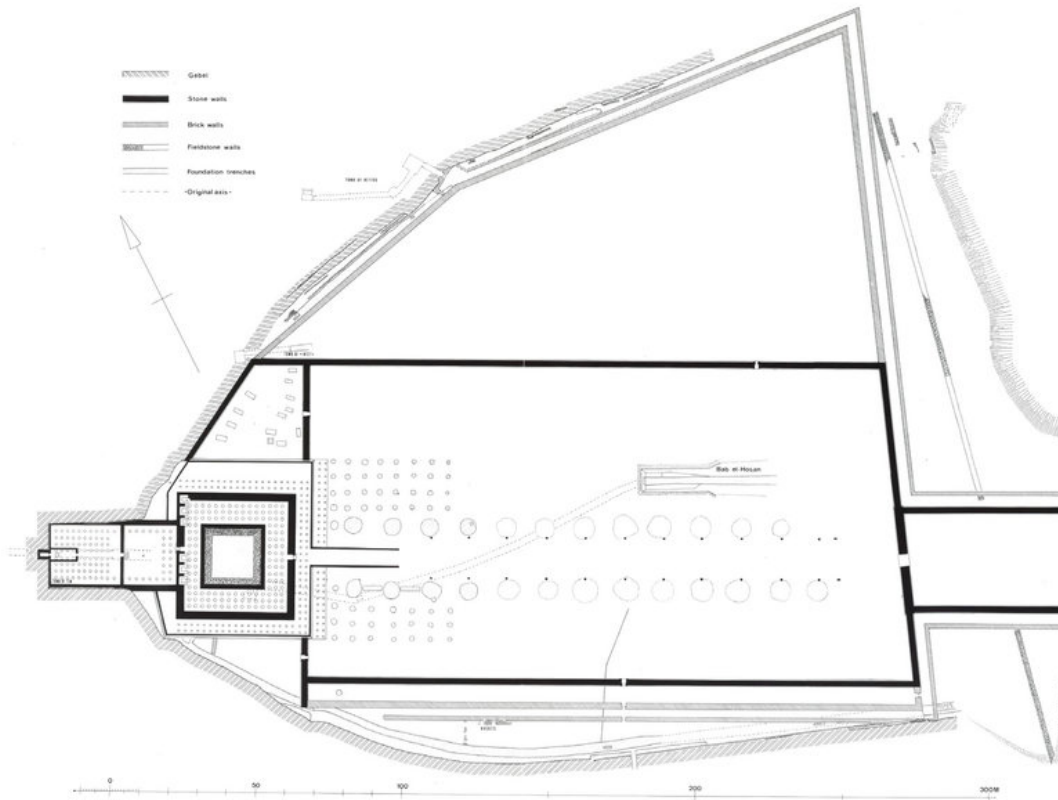 Gebel
Stone walls
Brick walls
Fieldstone walls
Foundation trenches
-Original axis-
Bab el-Hosan
0
50
100
200
300M